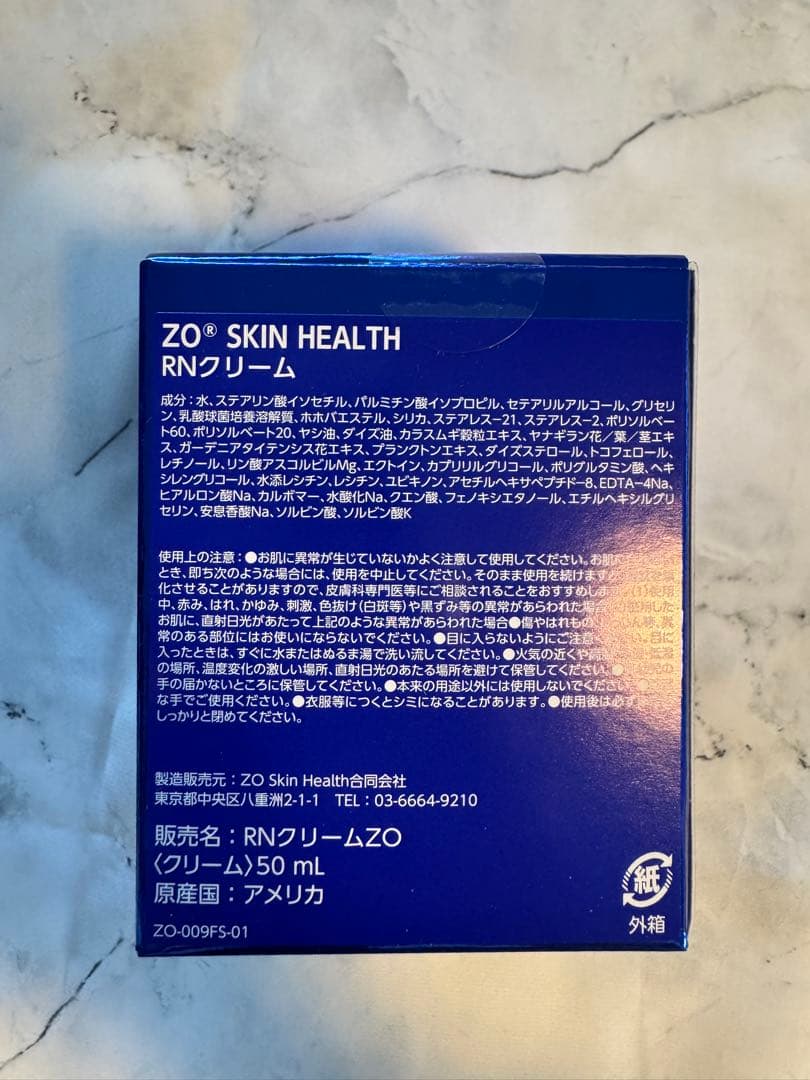 ZO® SKIN HEALTH
RNクリーム
成分：水、ステアリン酸イソセチル、パルミチン酸イソプロピル、セテアリルアルコール、グリセ
リン、乳酸球菌培養溶解質、ホホバエステル、シリカ、ステアレス-21、ステアレス-2、ポリソルベー
ト60、ポリソルベート20、ヤシ油、ダイズ油、カラスムギ穀粒エキス、ヤナギラン花／葉／茎エキ
ス、ガーデニアタイテンシス花エキス、プランクトンエキス、ダイズステロール、トコフェロール、
レチノール、リン酸アスコルビルMg、エクトイン、カプリリルグリコール、ポリグルタミン酸、ヘキ
シレングリコール、水添レシチン、レシチン、ユビキノン、アセチルヘキサペプチド-8、EDTA-4Na、
ヒアルロン酸Na、カルボマー、水酸化Na、クエン酸、フェノキシエタノール、エチルヘキシルグリ
セリン、安息香酸Na、ソルビン酸、ソルビン酸K
使用上の注意：●お肌に異常が生じていないかよく注意して使用してください。お肌に
とき、即ち次のような場合には、使用を中止してください。そのまま使用を続けますと
化させることがありますので、皮膚科専門医等にご相談されることをおすすめします。(1)使用
中、赤み、はれ、かゆみ、刺激、色抜け(白斑等)や黒ずみ等の異常があらわれた場合 使用した
お肌に、直射日光があたって上記のような異常があらわれた場合●傷やはれもの、しっしん等、異
常のある部位にはお使いにならないでください。●目に入らないようにご注意ください。目に
入ったときは、すぐに水またはぬるま湯で洗い流してください。●火気の近くや 低温
の場所、温度変化の激しい場所、直射日光のあたる場所を避けて保管してください。
手の届かないところに保管してください。●本来の用途以外には使用しないでください。
な手でご使用ください。●衣服等につくとシミになることがあります。●使用後は必ず
しっかりと閉めてください。
製造販売元：ZO Skin Health合同会社
東京都中央区八重洲2-1-1 TEL：03-6664-9210
販売名：RNクリームZO
〈クリーム〉50 mL
原産国：アメリカ
ZO-009FS-01
紙
外箱